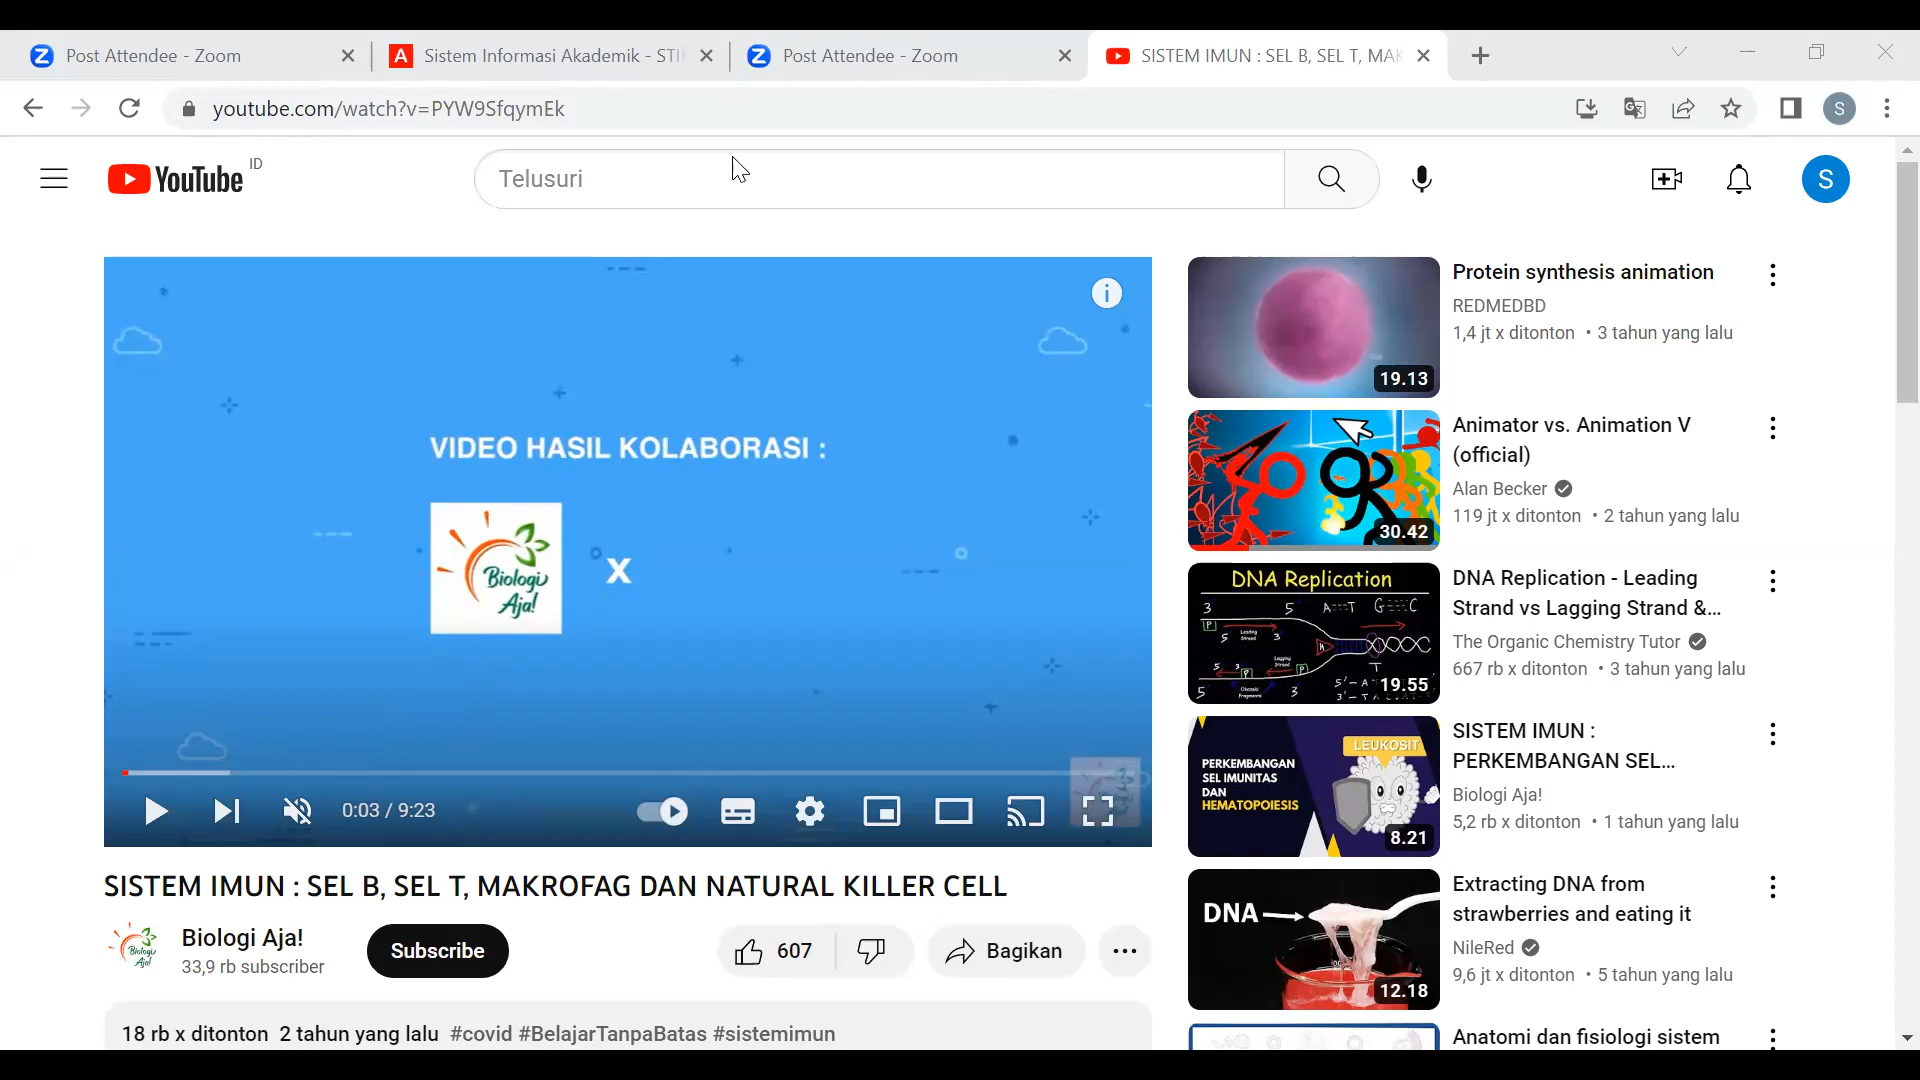 Post Attendee - Zoom
Sistem Informasi Akademik - STI
Post Attendee - Zoom
SISTEM IMUN : SEL B, SEL T, MAK
youtube.com/watch?v=PYW9SfqymEk
S
YouTube ID
Telusuri
S
VIDEO HASIL KOLABORASI :
Biologi
Aja!
X
0:03 / 9:23
SISTEM IMUN : SEL B, SEL T, MAKROFAG DAN NATURAL KILLER CELL
Biologi Aja!
33,9 rb subscriber
Subscribe
607
Bagikan
18 rb x ditonton 2 tahun yang lalu #covid #BelajarTanpaBatas #sistemimun
19.13
Protein synthesis animation
REDMEDBD
1,4 jt x ditonton • 3 tahun yang lalu
30.42
Animator vs. Animation V
(official)
Alan Becker
119 jt x ditonton • 2 tahun yang lalu
DNA Replication
3 5 A===T G===C
Leading
Strand
Lagging
Strand
Okazaki
Fragments
19.55
DNA Replication - Leading
Strand vs Lagging Strand &...
The Organic Chemistry Tutor
667 rb x ditonton • 3 tahun yang lalu
LEUKOSIT
PERKEMBANGAN
SEL IMUNITAS
DAN
HEMATOPOIESIS
8.21
SISTEM IMUN :
PERKEMBANGAN SEL...
Biologi Aja!
5,2 rb x ditonton • 1 tahun yang lalu
DNA
12.18
Extracting DNA from
strawberries and eating it
NileRed
9,6 jt x ditonton • 5 tahun yang lalu
Anatomi dan fisiologi sistem